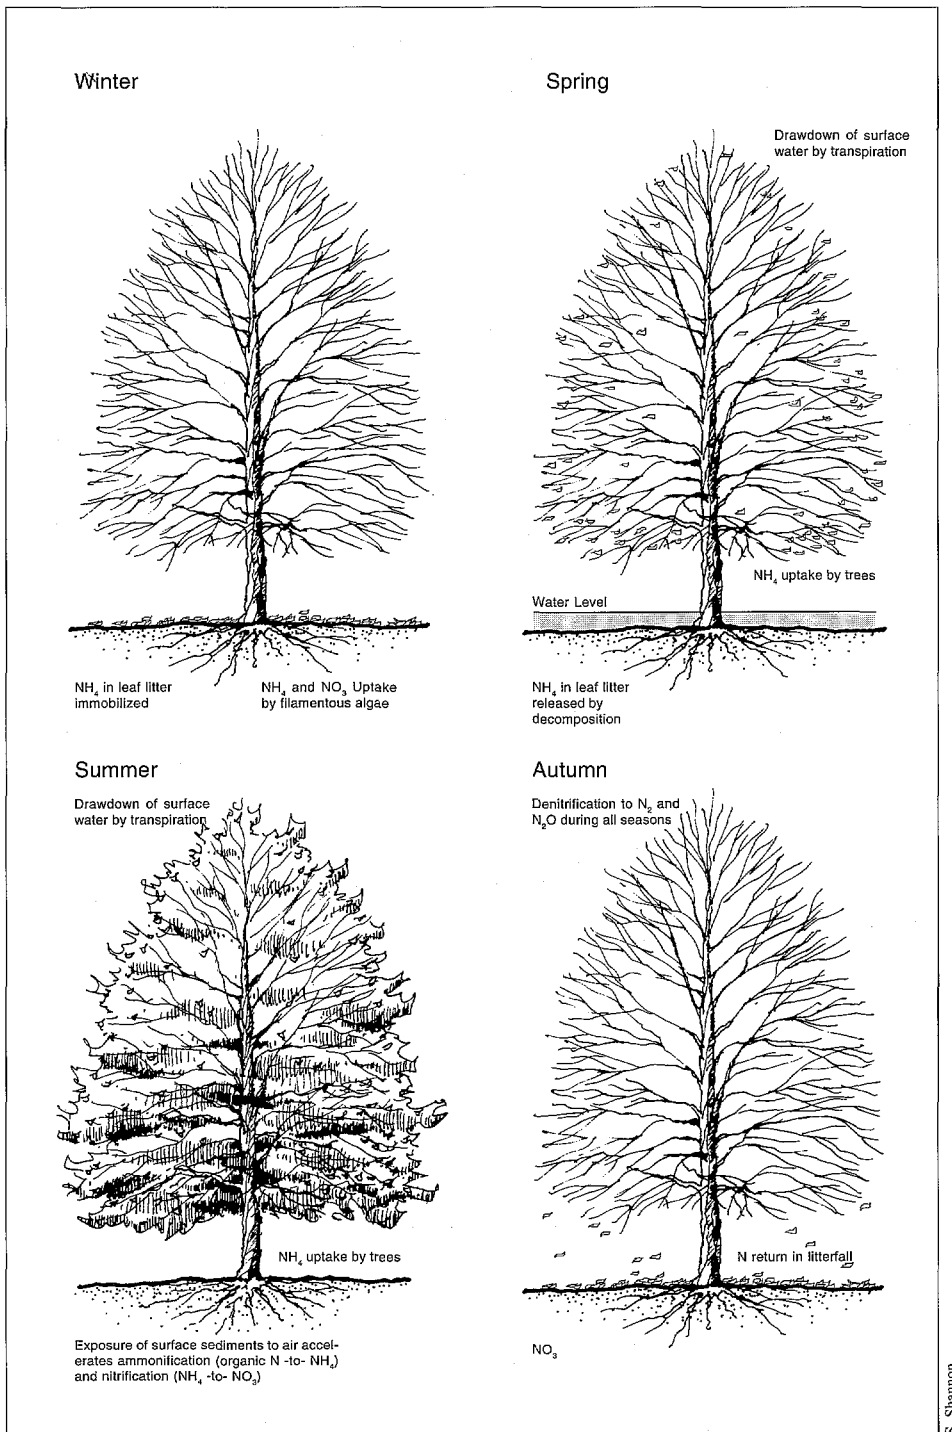 Winter
NH₄ in leaf litter
immobilized
NH₄ and NO₃ Uptake
by filamentous algae
Spring
Drawdown of surface
water by transpiration
NH₄ uptake by trees
Water Level
NH₄ in leaf litter
released by
decomposition
Summer
Drawdown of surface
water by transpiration
NH₄ uptake by trees
Exposure of surface sediments to air accel-
erates ammonification (organic N -to- NH₄)
and nitrification (NH₄ -to- NO₃)
Autumn
Denitrification to N₂ and
N₂O during all seasons
N return in litterfall
NO₃
S. Shannon